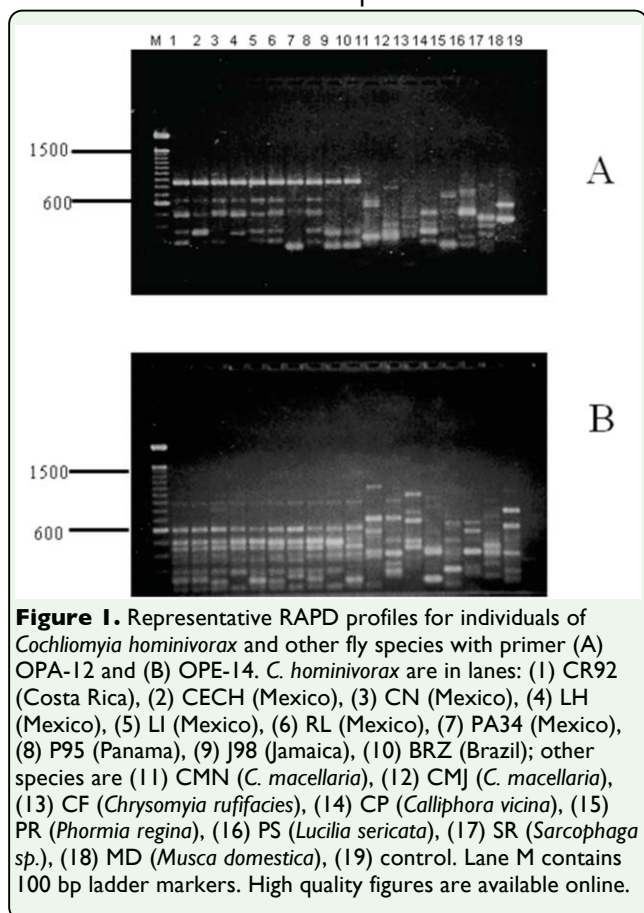 M 1 2 3 4 5 6 7 8 9 10 11 12 13 14 15 16 17 18 19
1500
600
A
1500
600
B
Figure 1. Representative RAPD profiles for individuals of
Cochliomyia hominivorax and other fly species with primer (A)
OPA-12 and (B) OPE-14. C. hominivorax are in lanes: (1) CR92
(Costa Rica), (2) CECH (Mexico), (3) CN (Mexico), (4) LH
(Mexico), (5) LI (Mexico), (6) RL (Mexico), (7) PA34 (Mexico),
(8) P95 (Panama), (9) J98 (Jamaica), (10) BRZ (Brazil); other
species are (11) CMN (C. macellaria), (12) CMJ (C. macellaria),
(13) CF (Chrysomyia rufifacies), (14) CP (Calliphora vicina), (15)
PR (Phormia regina), (16) PS (Lucilia sericata), (17) SR (Sarcophaga
sp.), (18) MD (Musca domestica), (19) control. Lane M contains
100 bp ladder markers. High quality figures are available online.